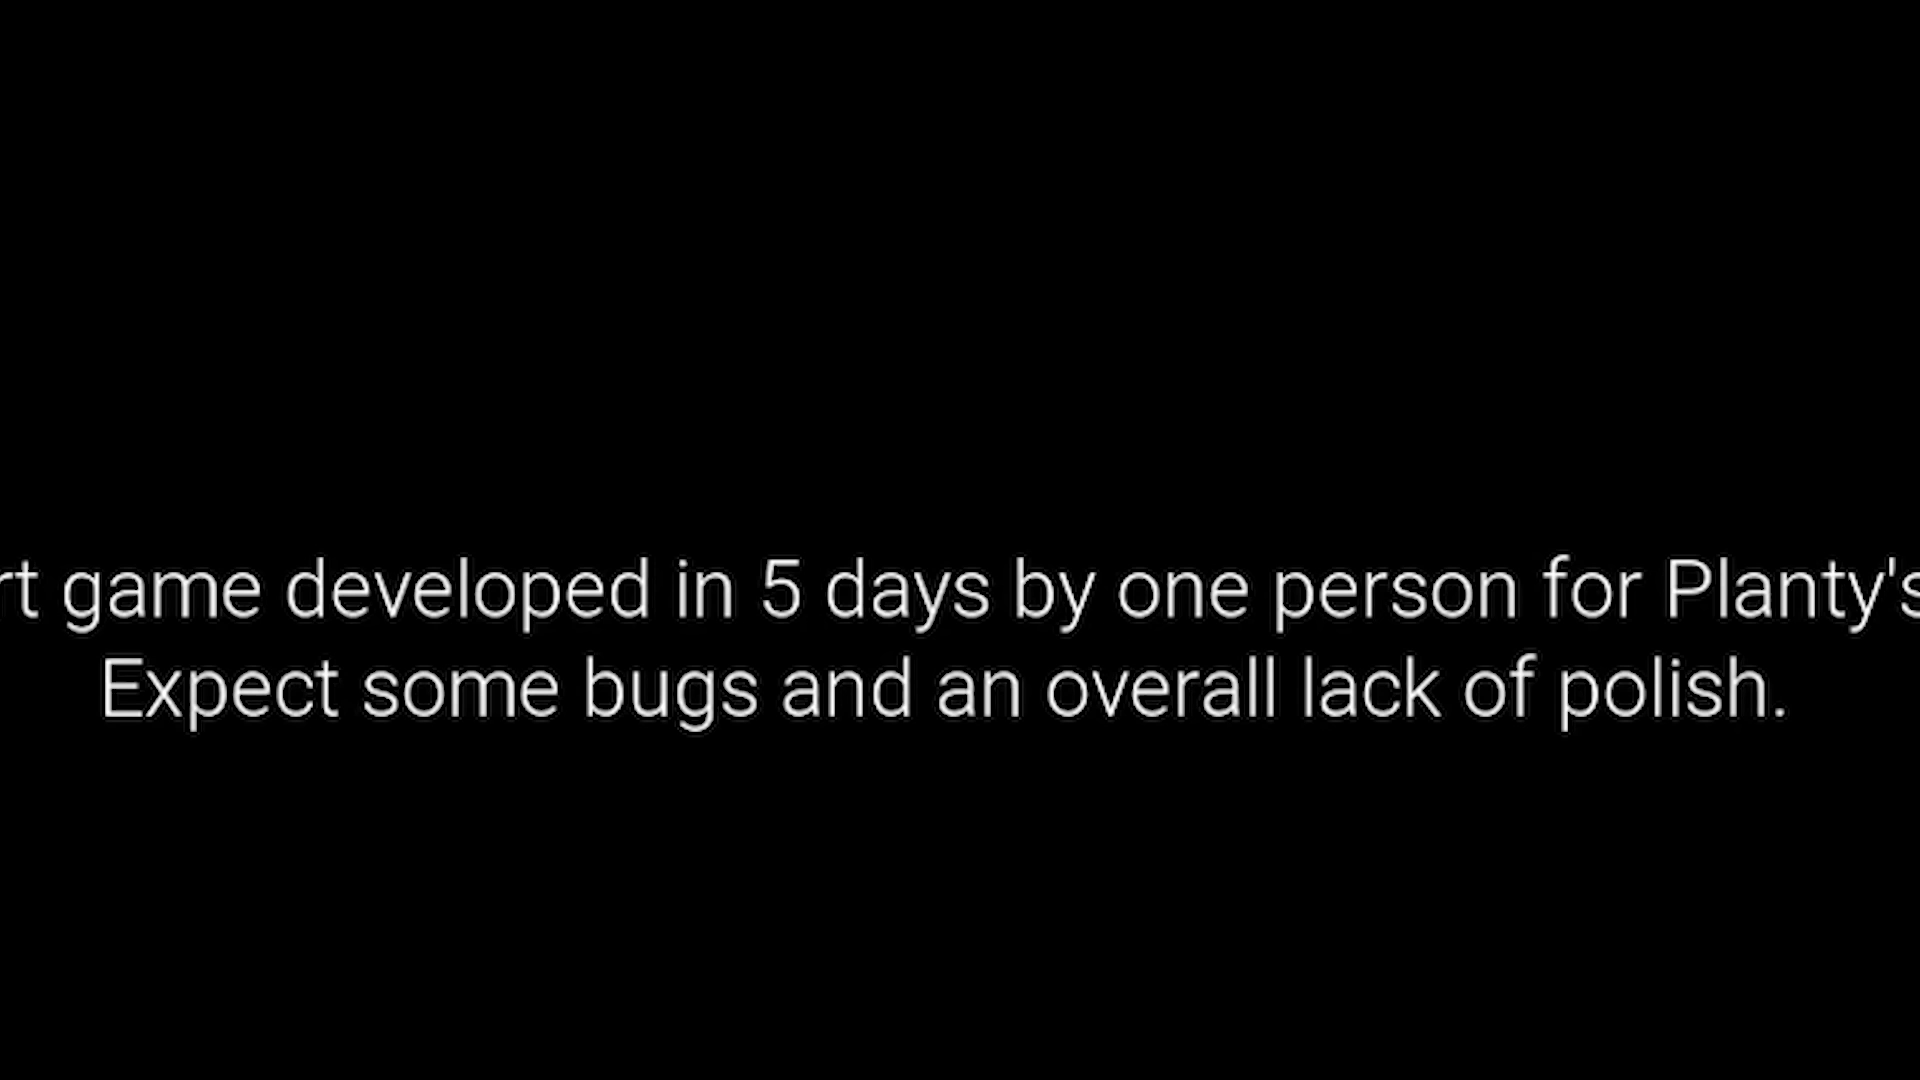 rt game developed in 5 days by one person for Planty's
Expect some bugs and an overall lack of polish.